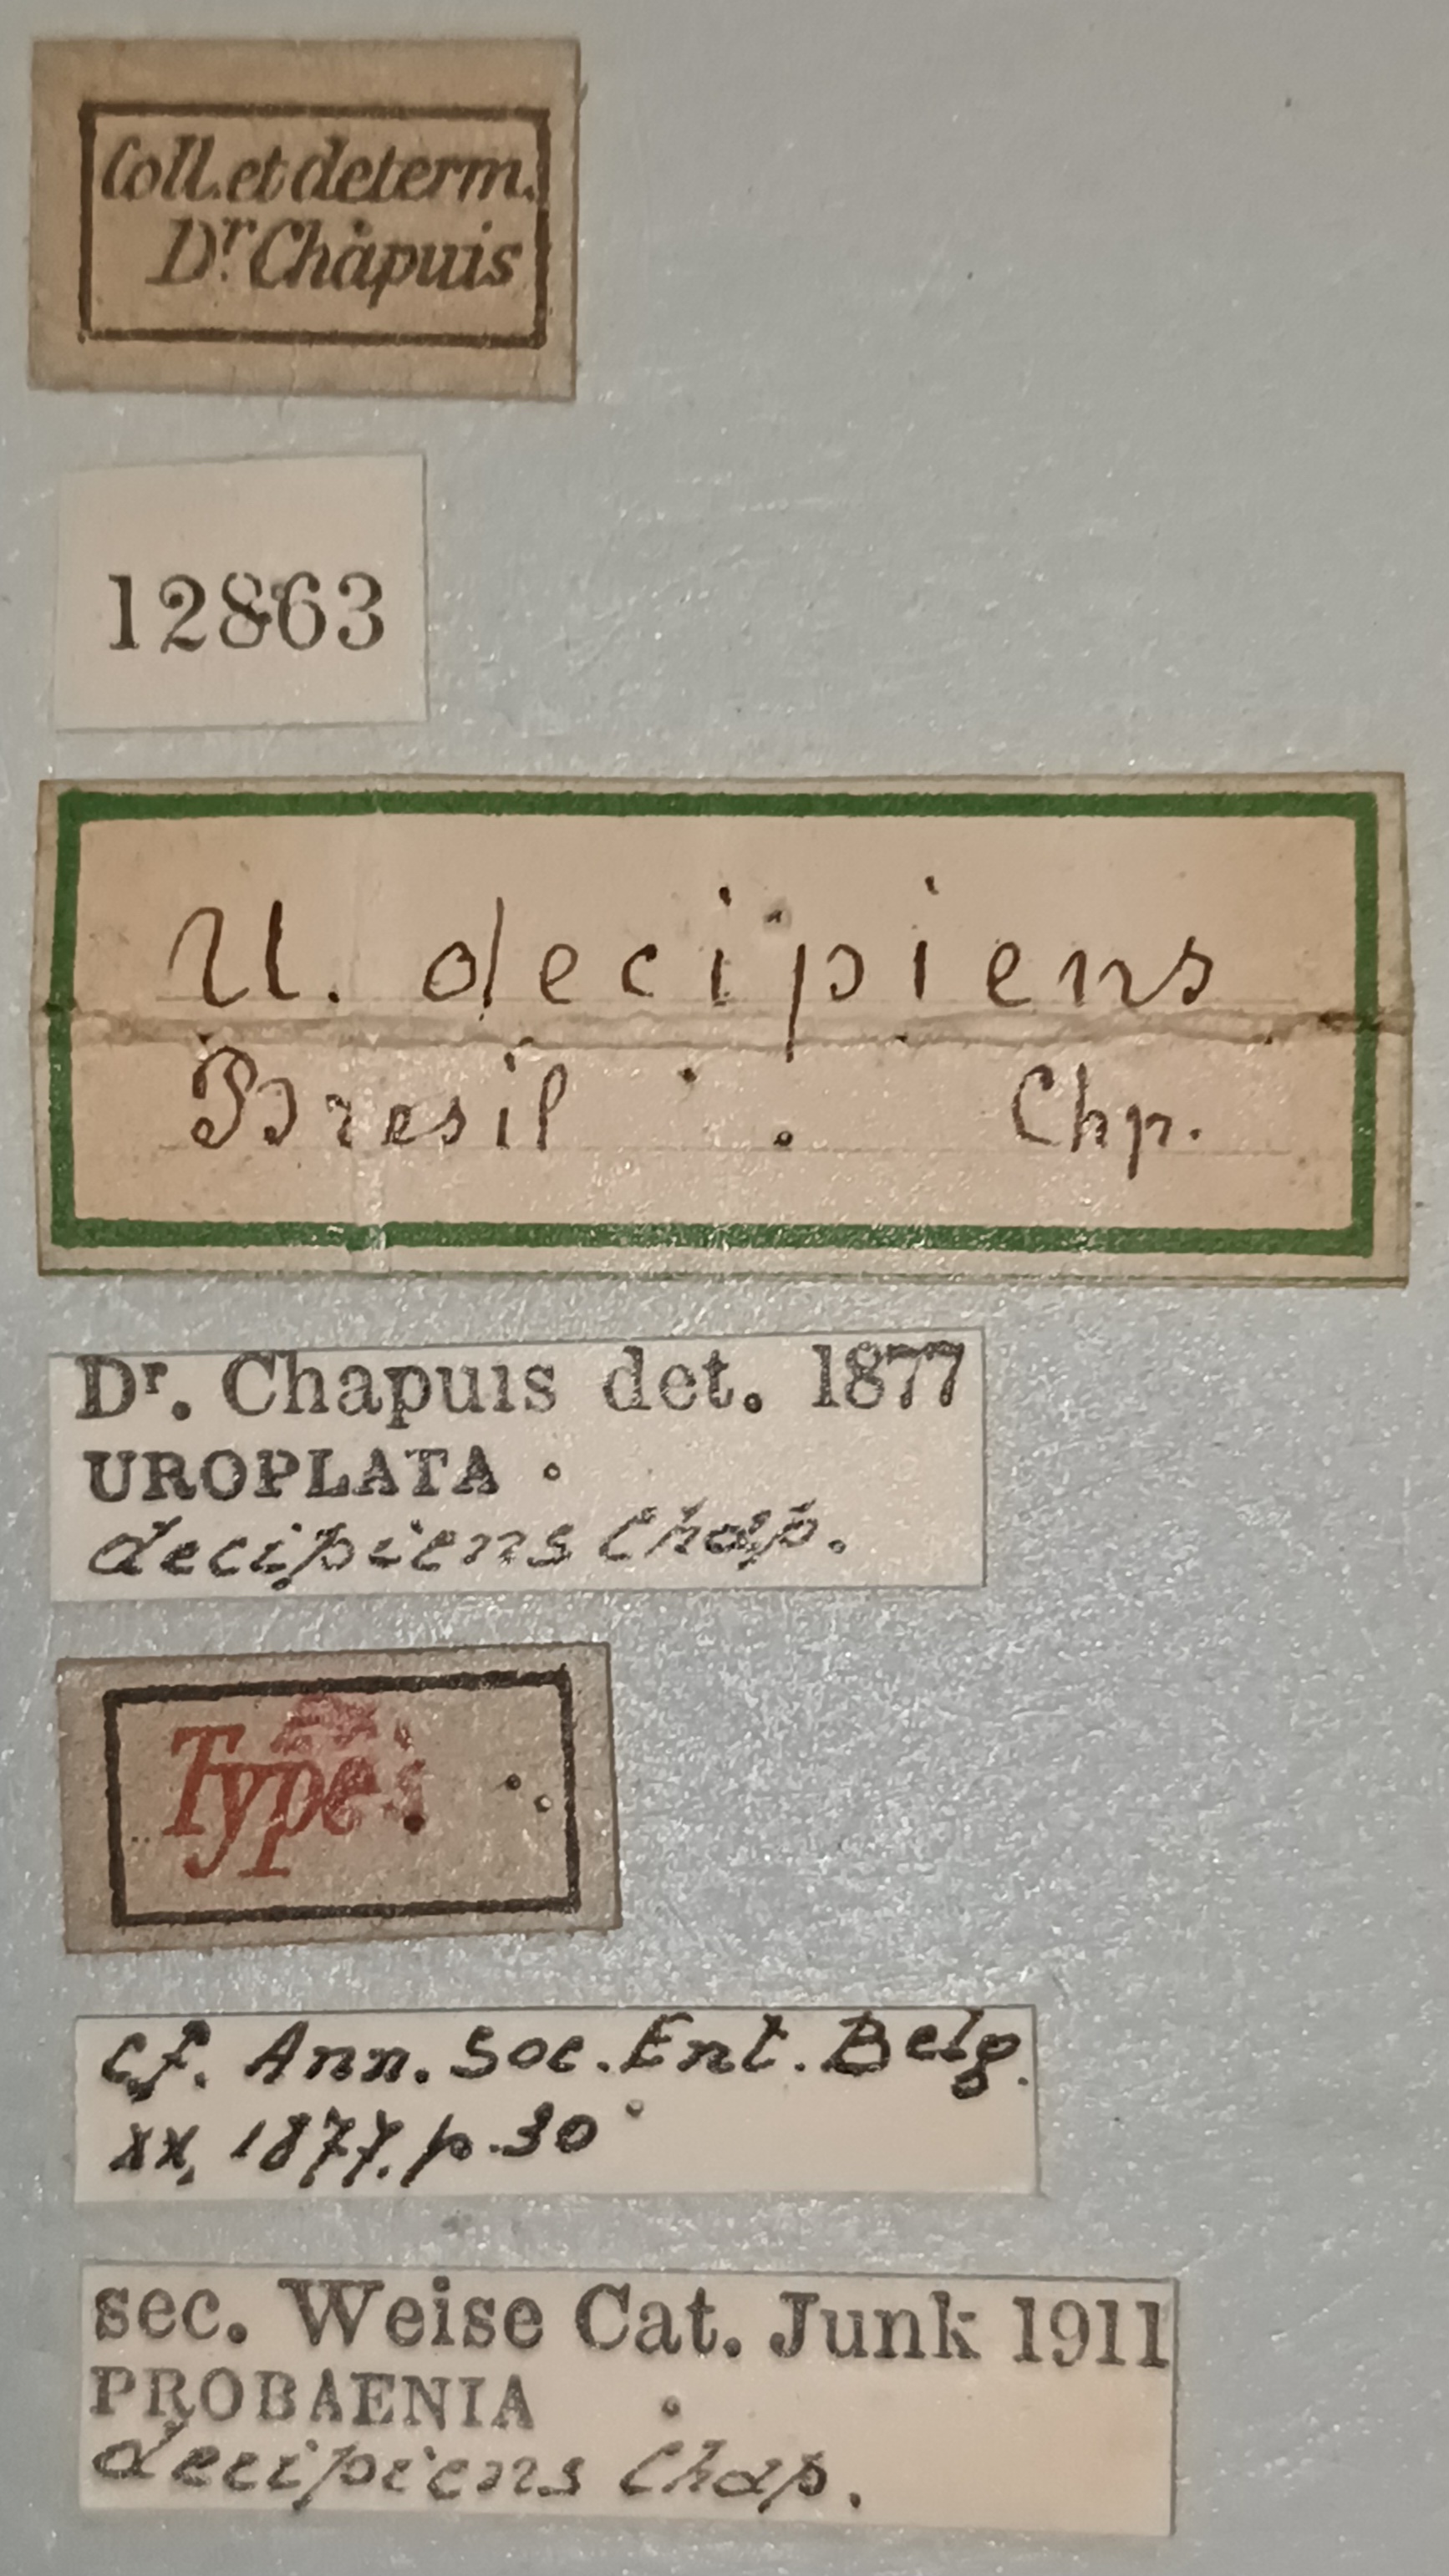 Coll. et determ.
Dr. Chapuis
12863
U. decipiens
Bresil . Chp.
Dr. Chapuis det. 1877
UROPLATA
decipiens Chap.
Type
cf. Ann. Soc. Ent. Belg.
XX, 1877. p. 30
sec. Weise Cat. Junk 1911
PROBAENIA
decipiens Chap.